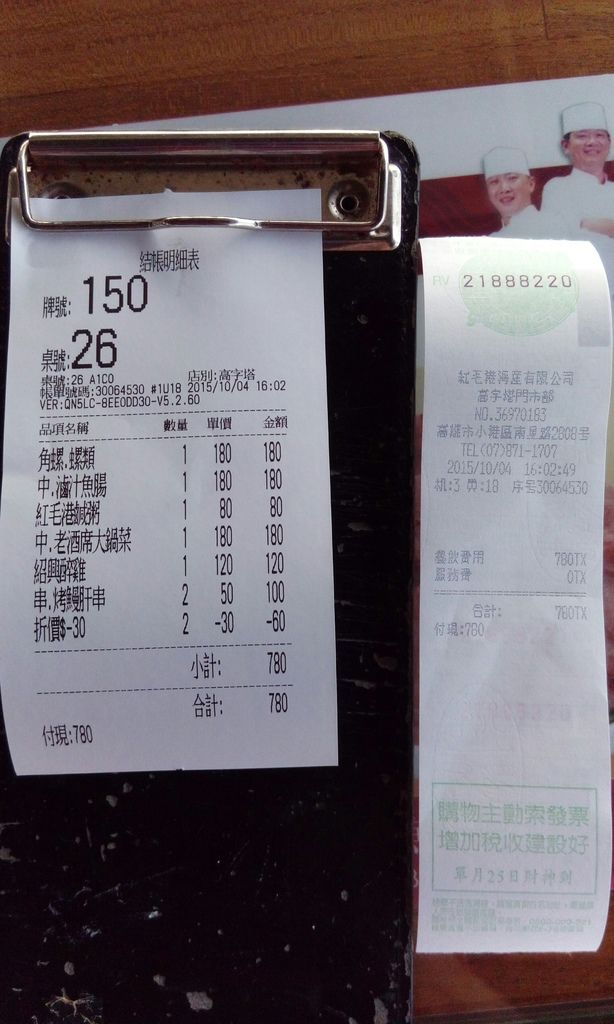 結帳明細表
牌號: 150
桌號: 26
票號:26 A1C0 店別:高字塔
帳單號碼:30064530 #1U18 2015/10/04 16:02
VER:QN5LC-8EEODD30-V5.2.60
品項名稱 數量 單價 金額
角螺.螺類 1 180 180
中.滷汁魚腸 1 180 180
紅毛港鹹粥 1 80 80
中.老酒席大鍋菜 1 180 180
紹興醉雞 1 120 120
串.烤鰻肝串 2 50 100
折價$-30 2 -30 -60
小計: 780
合計: 780
付現:780
RV 21888220
紅毛港海產有限公司
高字塔門市部
NO.36970183
高雄市小港區南星路2808號
TEL(07)871-1707
2015/10/04 16:02:49
机:3 男:18 序号30064530
餐飲費用 780TX
服務費 0TX
合計: 780TX
付現:780
購物主動索發票
增加稅收建設好
單月25日財神到